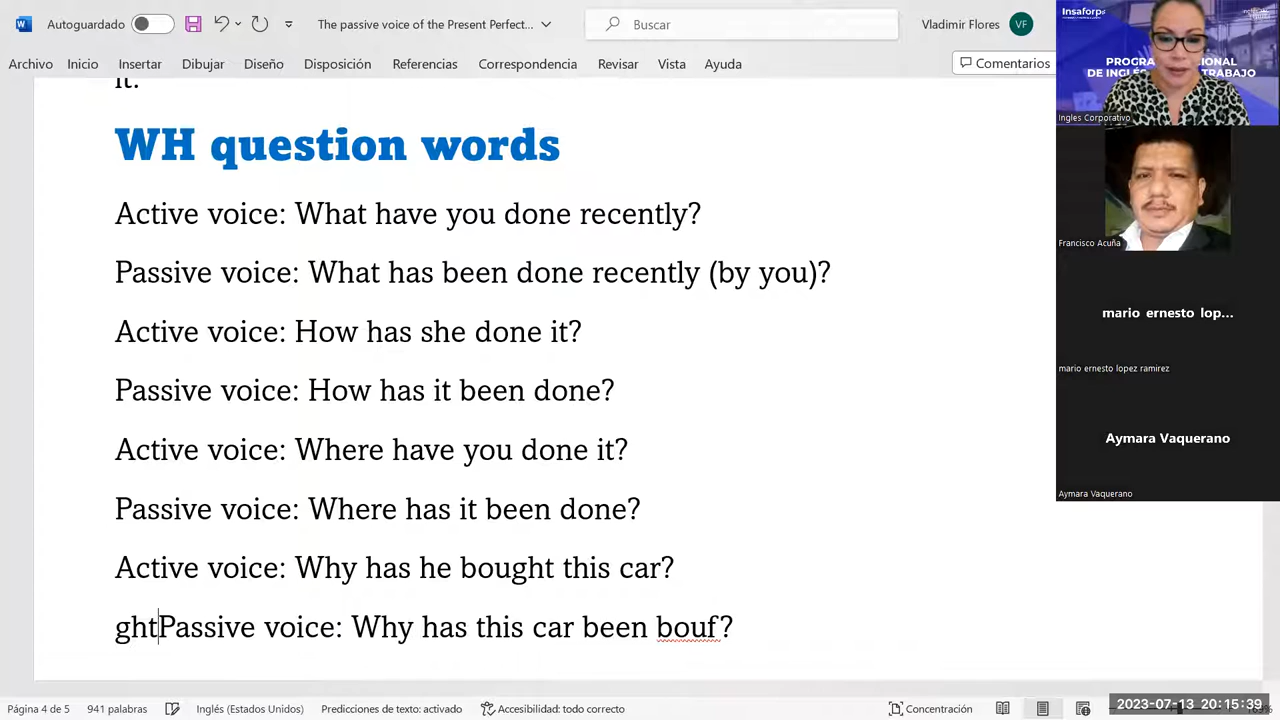 Autoguardado
The passive voice of the Present Perfect...
Buscar
Vladimir Flores
VF
Archivo
Inicio
Insertar
Dibujar
Diseño
Disposición
Referencias
Correspondencia
Revisar
Vista
Ayuda
Comentarios
it.
WH question words
Active voice: What have you done recently?
Passive voice: What has been done recently (by you)?
Active voice: How has she done it?
Passive voice: How has it been done?
Active voice: Where have you done it?
Passive voice: Where has it been done?
Active voice: Why has he bought this car?
ghtPassive voice: Why has this car been bouf?
Insaforp
Ingles Corporativo
Francisco Acuña
mario ernesto lop...
mario ernesto lopez ramirez
Aymara Vaquerano
Aymara Vaquerano
Página 4 de 5
941 palabras
Inglés (Estados Unidos)
Predicciones de texto: activado
Accesibilidad: todo correcto
Concentración
2023-07-13 20:15:39